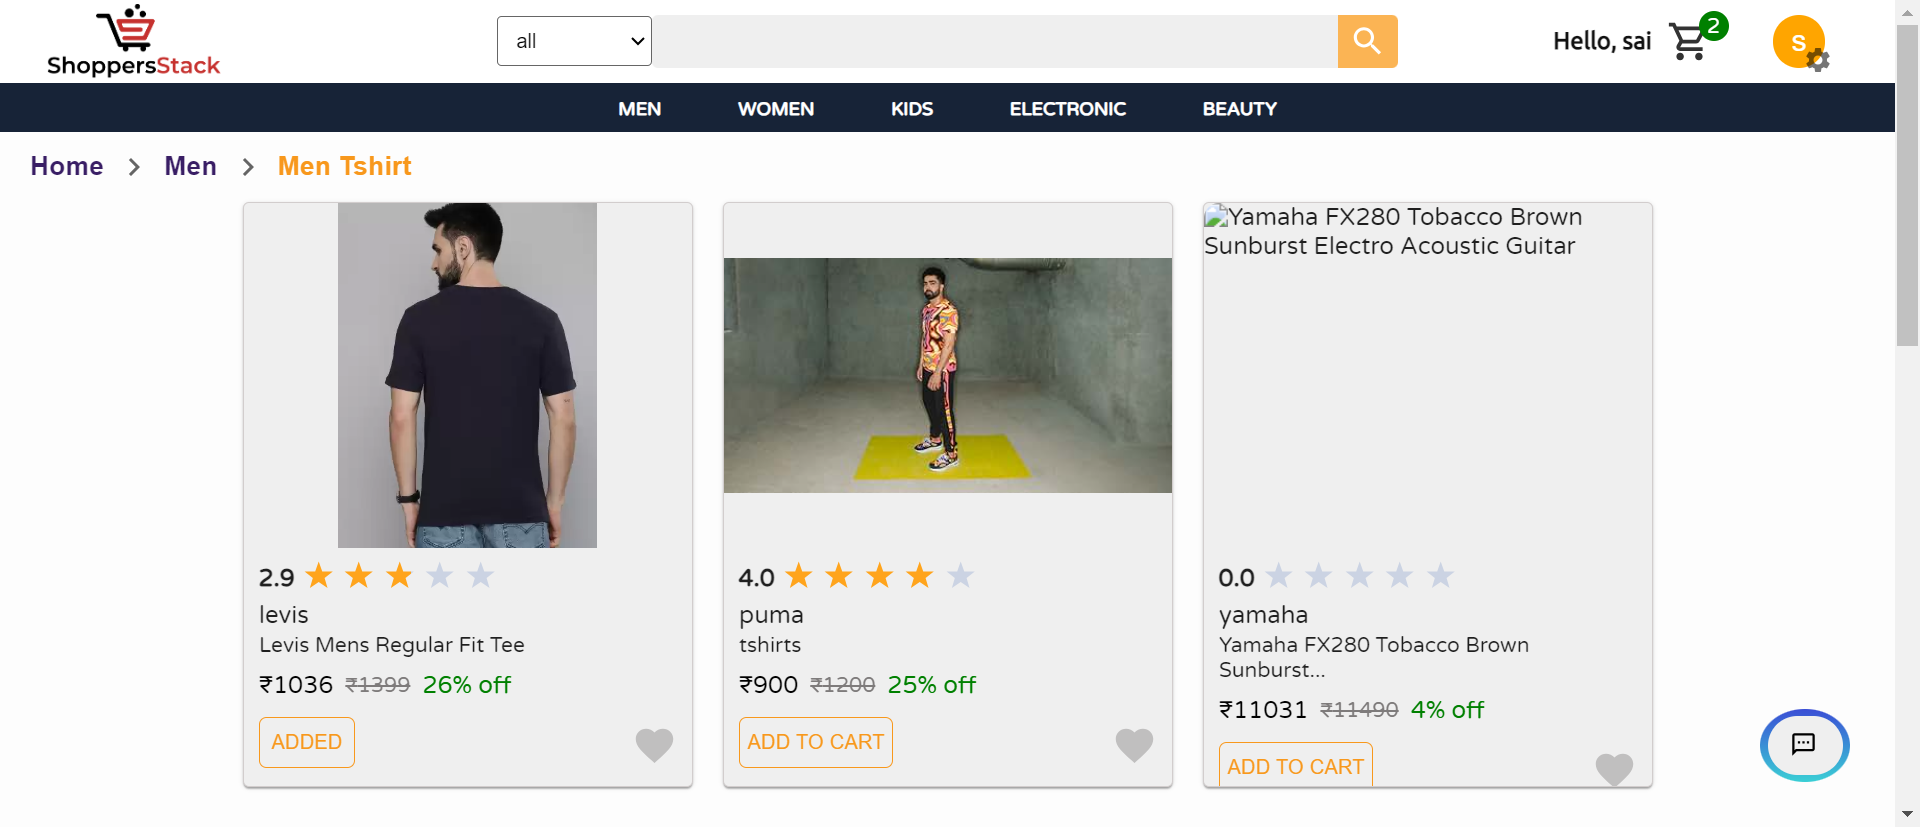 ShoppersStack
all
Hello, sai
2
S
MEN WOMEN KIDS ELECTRONIC BEAUTY
Home > Men > Men Tshirt
Yamaha FX280 Tobacco Brown
Sunburst Electro Acoustic Guitar
2.9
levis
Levis Mens Regular Fit Tee
₹1036 ₹1399 26% off
ADDED
4.0
puma
tshirts
₹900 ₹1200 25% off
ADD TO CART
0.0
yamaha
Yamaha FX280 Tobacco Brown
Sunburst...
₹11031 ₹11490 4% off
ADD TO CART